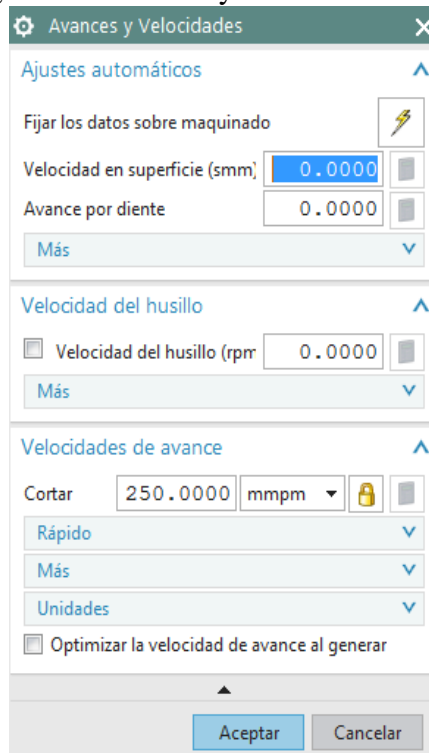 Avances y Velocidades
Ajustes automáticos
Fijar los datos sobre maquinado
Velocidad en superficie (smm) 0.0000
Avance por diente 0.0000
Más
Velocidad del husillo
Velocidad del husillo (rpm 0.0000
Más
Velocidades de avance
Cortar 250.0000 mmpm
Rápido
Más
Unidades
Optimizar la velocidad de avance al generar
Aceptar Cancelar